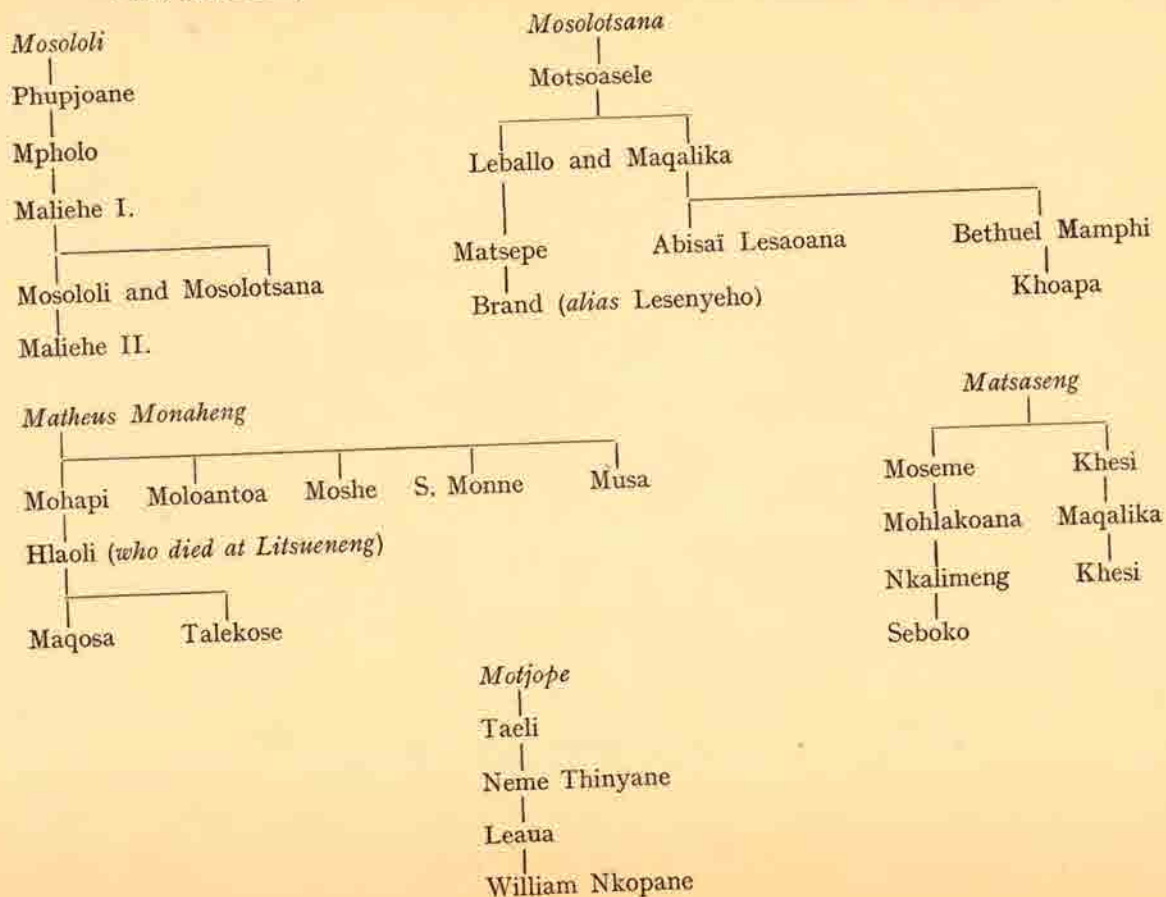 Mosololi
Phupjoane
Mpholo
Maliehe I.
Mosololi and Mosolotsana
Maliehe II.
Mosolotsana
Motsoasele
Leballo and Maqalika
Matsepe Abisaï Lesaoana Bethuel Mamphi
Brand (alias Lesenyeho) Khoapa
Matheus Monaheng
Mohapi Moloantoa Moshe S. Monne Musa
Hlaoli (who died at Litsueneng)
Maqosa Talekose
Matsaseng
Moseme Khesi
Mohlakoana Maqalika
Nkalimeng Khesi
Seboko
Motjope
Taeli
Neme Thinyane
Leaua
William Nkopane